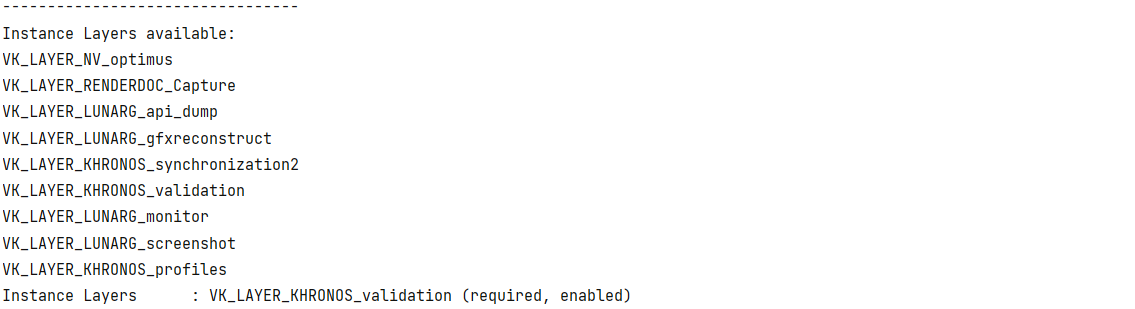 ---------------------------------
Instance Layers available:
VK_LAYER_NV_optimus
VK_LAYER_RENDERDOC_Capture
VK_LAYER_LUNARG_api_dump
VK_LAYER_LUNARG_gfxreconstruct
VK_LAYER_KHRONOS_synchronization2
VK_LAYER_KHRONOS_validation
VK_LAYER_LUNARG_monitor
VK_LAYER_LUNARG_screenshot
VK_LAYER_KHRONOS_profiles
Instance Layers      : VK_LAYER_KHRONOS_validation (required, enabled)